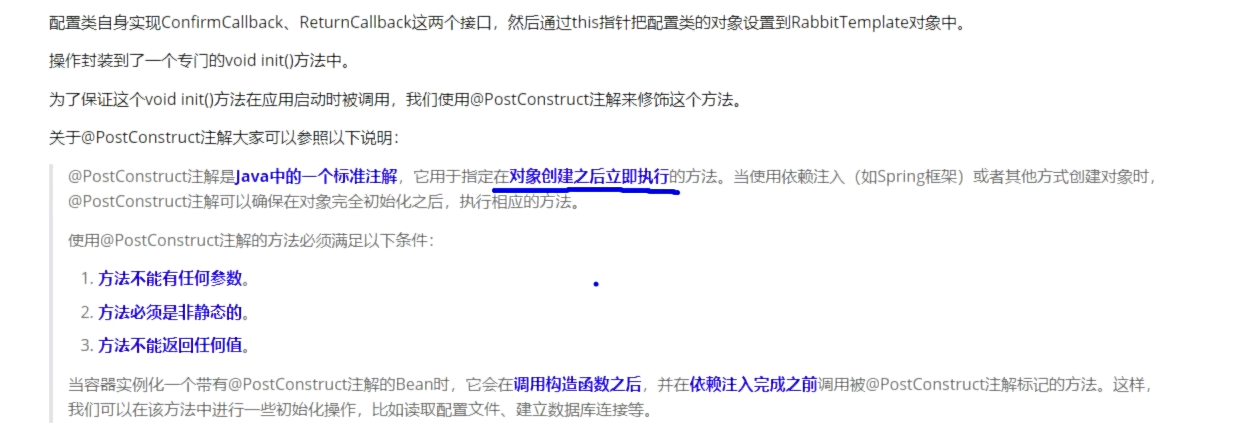 配置类自身实现ConfirmCallback、ReturnCallback这两个接口，然后通过this指针把配置类的对象设置到RabbitTemplate对象中。
操作封装到了一个专门的void init()方法中。
为了保证这个void init()方法在应用启动时被调用，我们使用@PostConstruct注解来修饰这个方法。
关于@PostConstruct注解大家可以参照以下说明：
@PostConstruct注解是Java中的一个标准注解，它用于指定在对象创建之后立即执行的方法。当使用依赖注入（如Spring框架）或者其他方式创建对象时，
@PostConstruct注解可以确保在对象完全初始化之后，执行相应的方法。
使用@PostConstruct注解的方法必须满足以下条件：
1. 方法不能有任何参数。
2. 方法必须是非静态的。
3. 方法不能返回任何值。
当容器实例化一个带有@PostConstruct注解的Bean时，它会在调用构造函数之后，并在依赖注入完成之前调用被@PostConstruct注解标记的方法。这样，
我们可以在该方法中进行一些初始化操作，比如读取配置文件、建立数据库连接等。